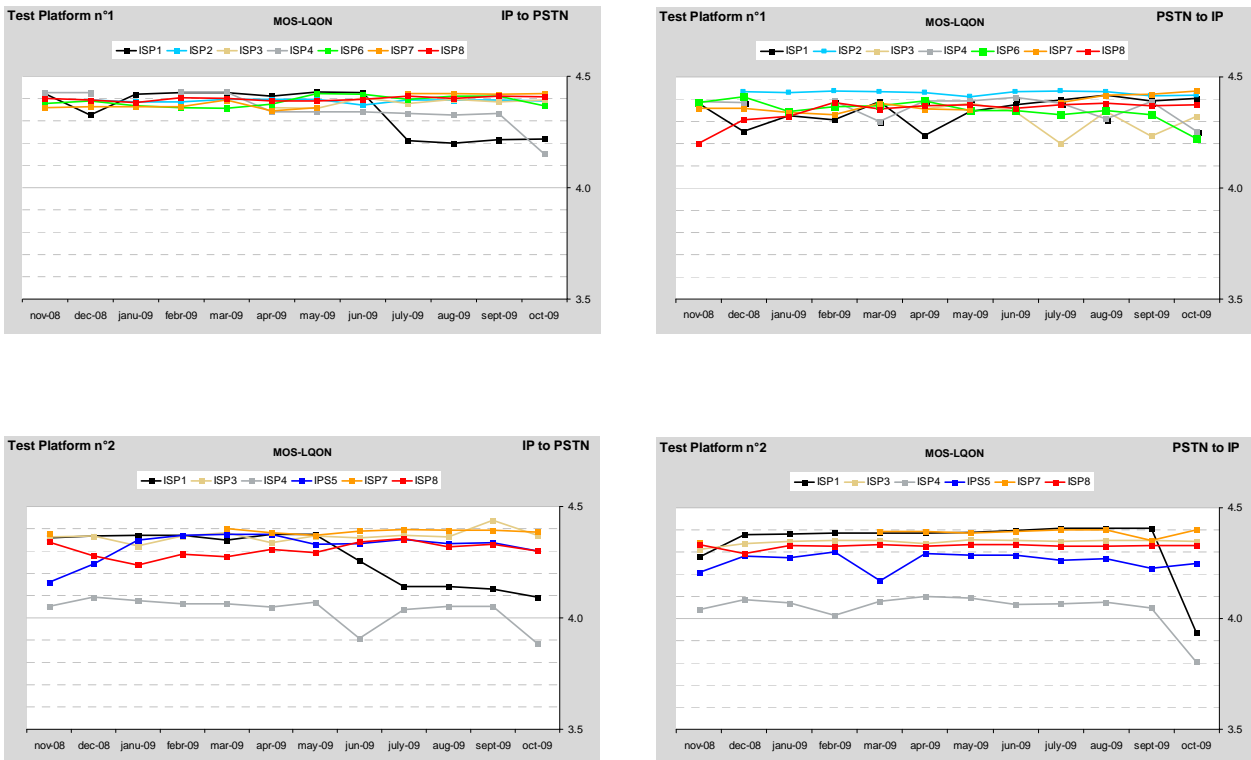 Test Platform n°1
MOS-LQON
IP to PSTN
ISP1 ISP2 ISP3 ISP4 ISP6 ISP7 ISP8
4.5
4.0
3.5
nov-08 dec-08 janu-09 febr-09 mar-09 apr-09 may-09 jun-09 july-09 aug-09 sept-09 oct-09
Test Platform n°1
MOS-LQON
PSTN to IP
ISP1 ISP2 ISP3 ISP4 ISP6 ISP7 ISP8
4.5
4.0
3.5
nov-08 dec-08 janu-09 febr-09 mar-09 apr-09 may-09 jun-09 july-09 aug-09 sept-09 oct-09
Test Platform n°2
MOS-LQON
IP to PSTN
ISP1 ISP3 ISP4 IPS5 ISP7 ISP8
4.5
4.0
3.5
nov-08 dec-08 janu-09 febr-09 mar-09 apr-09 may-09 jun-09 july-09 aug-09 sept-09 oct-09
Test Platform n°2
MOS-LQON
PSTN to IP
ISP1 ISP3 ISP4 IPS5 ISP7 ISP8
4.5
4.0
3.5
nov-08 dec-08 janu-09 febr-09 mar-09 apr-09 may-09 jun-09 july-09 aug-09 sept-09 oct-09